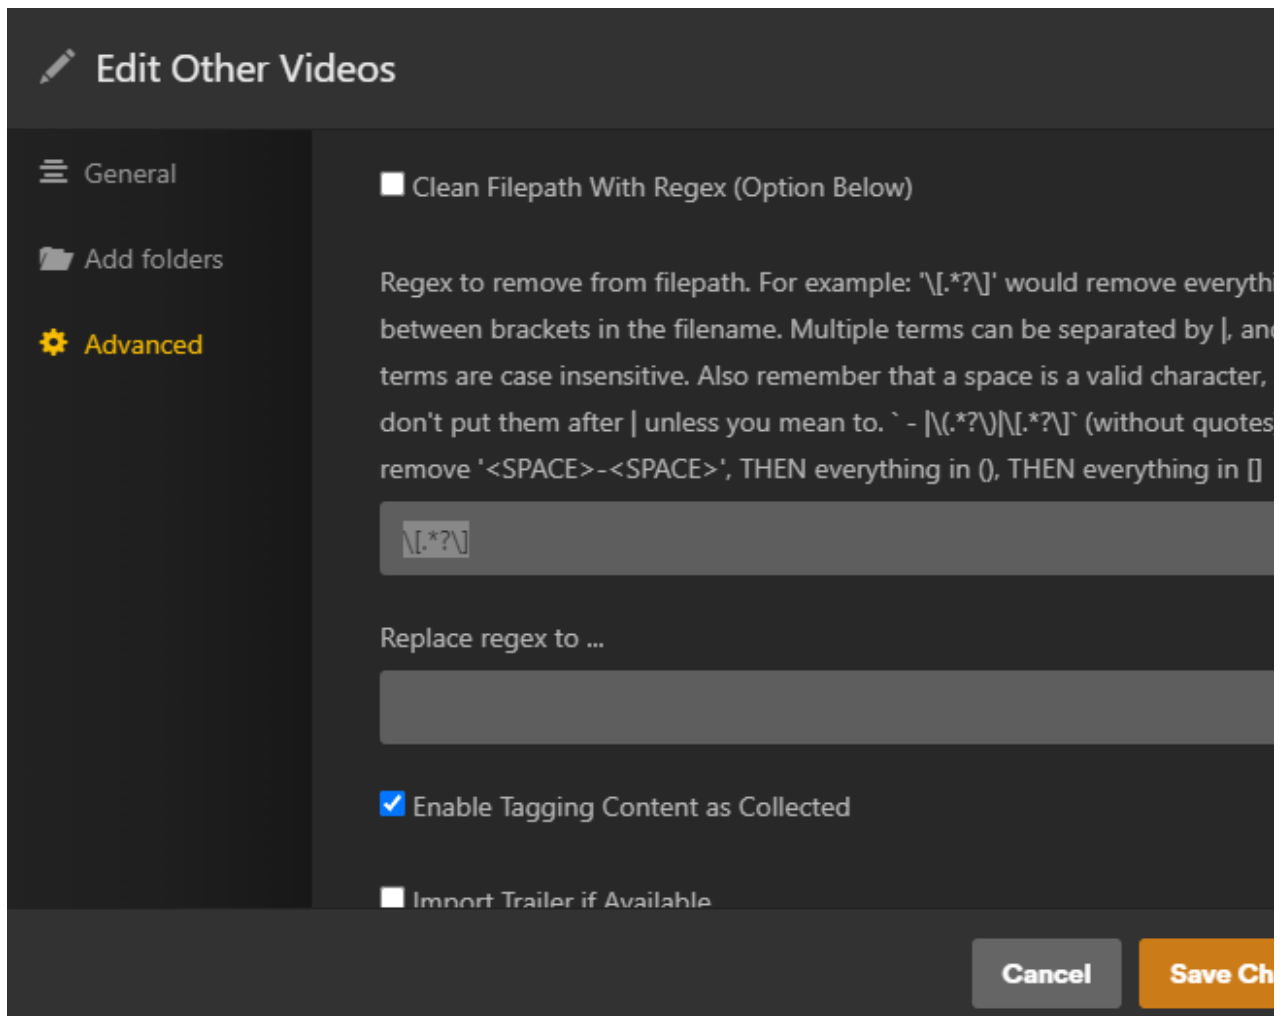 Edit Other Videos
General
Add folders
Advanced
Clean Filepath With Regex (Option Below)
Regex to remove from filepath. For example: '\[.*?\]' would remove everythi
between brackets in the filename. Multiple terms can be separated by |, and
terms are case insensitive. Also remember that a space is a valid character,
don't put them after | unless you mean to. ` - |\(.*?\)|\[.*?\]` (without quotes
remove '<SPACE>-<SPACE>', THEN everything in (), THEN everything in []
\[.*?\]
Replace regex to ...
Enable Tagging Content as Collected
Import Trailer if Available
Cancel
Save Ch